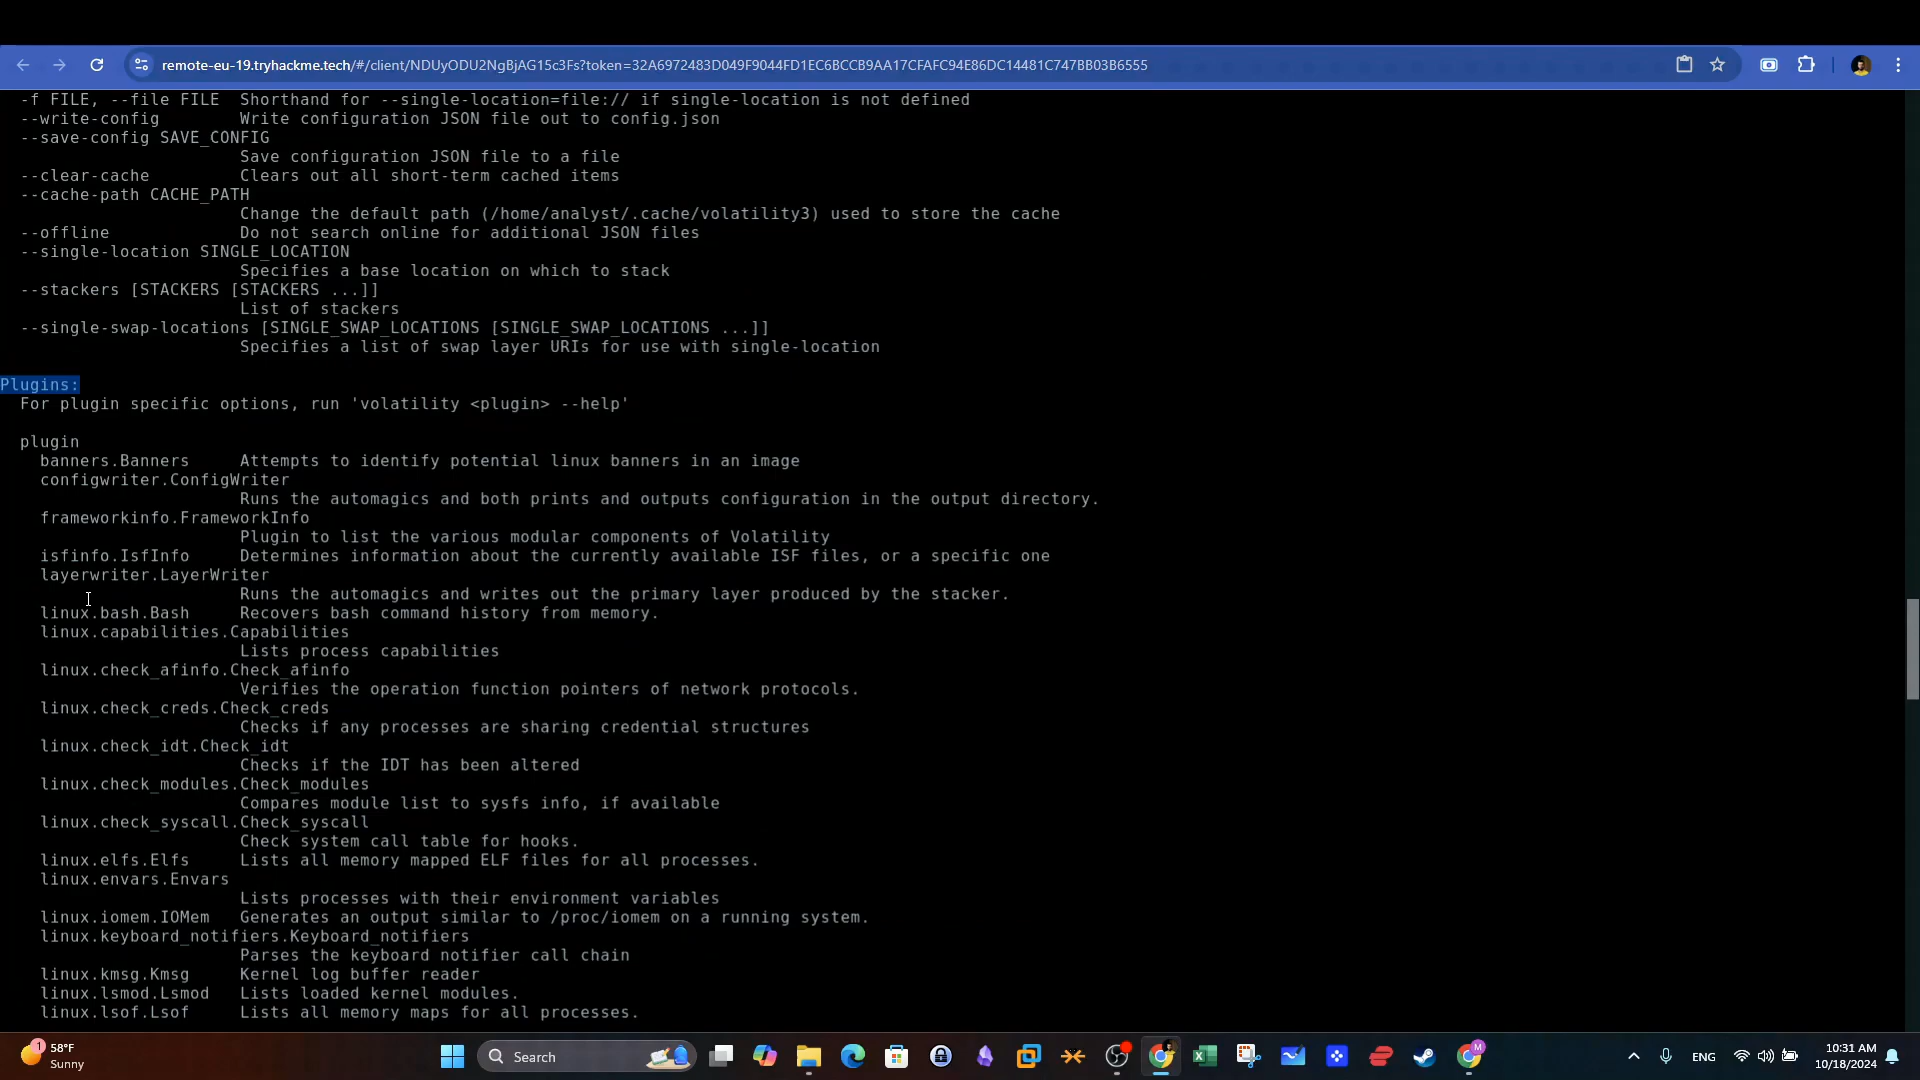 remote-eu-19.tryhackme.tech/#/client/NDUyODU2NgBjAG15c3Fs?token=32A6972483D049F9044FD1EC6BCCB9AA17CFAFC94E86DC14481C747BB03B6555
-f FILE, --file FILE  Shorthand for --single-location=file:// if single-location is not defined
--write-config        Write configuration JSON file out to config.json
--save-config SAVE_CONFIG
Save configuration JSON file to a file
--clear-cache         Clears out all short-term cached items
--cache-path CACHE_PATH
Change the default path (/home/analyst/.cache/volatility3) used to store the cache
--offline             Do not search online for additional JSON files
--single-location SINGLE_LOCATION
Specifies a base location on which to stack
--stackers [STACKERS [STACKERS ...]]
List of stackers
--single-swap-locations [SINGLE_SWAP_LOCATIONS [SINGLE_SWAP_LOCATIONS ...]]
Specifies a list of swap layer URIs for use with single-location
Plugins:
For plugin specific options, run 'volatility <plugin> --help'
plugin
banners.Banners     Attempts to identify potential linux banners in an image
configwriter.ConfigWriter
Runs the automagics and both prints and outputs configuration in the output directory.
frameworkinfo.FrameworkInfo
Plugin to list the various modular components of Volatility
isfinfo.IsfInfo     Determines information about the currently available ISF files, or a specific one
layerwriter.LayerWriter
Runs the automagics and writes out the primary layer produced by the stacker.
linux.bash.Bash     Recovers bash command history from memory.
linux.capabilities.Capabilities
Lists process capabilities
linux.check_afinfo.Check_afinfo
Verifies the operation function pointers of network protocols.
linux.check_creds.Check_creds
Checks if any processes are sharing credential structures
linux.check_idt.Check_idt
Checks if the IDT has been altered
linux.check_modules.Check_modules
Compares module list to sysfs info, if available
linux.check_syscall.Check_syscall
Check system call table for hooks.
linux.elfs.Elfs     Lists all memory mapped ELF files for all processes.
linux.envars.Envars
Lists processes with their environment variables
linux.iomem.IOMem   Generates an output similar to /proc/iomem on a running system.
linux.keyboard_notifiers.Keyboard_notifiers
Parses the keyboard notifier call chain
linux.kmsg.Kmsg     Kernel log buffer reader
linux.lsmod.Lsmod   Lists loaded kernel modules.
linux.lsof.Lsof     Lists all memory maps for all processes.
1
58°F
Sunny
Search
M
ENG
10:31 AM
10/18/2024